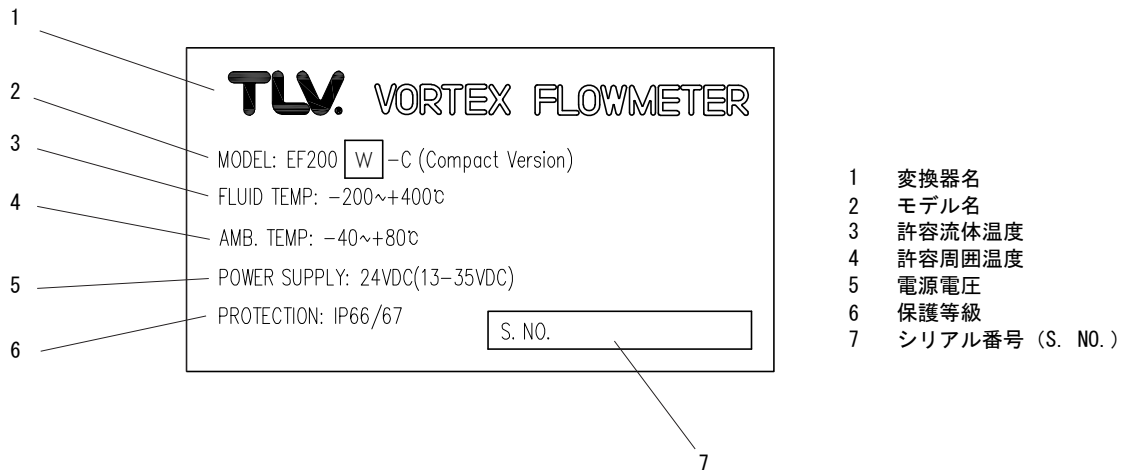 1
2
3
4
5
6
7
TLV. VORTEX FLOWMETER
MODEL: EF200 W -C (Compact Version)
FLUID TEMP: -200~+400℃
AMB. TEMP: -40~+80℃
POWER SUPPLY: 24VDC(13-35VDC)
PROTECTION: IP66/67
S. NO.
1 変換器名
2 モデル名
3 許容流体温度
4 許容周囲温度
5 電源電圧
6 保護等級
7 シリアル番号 (S. NO.)